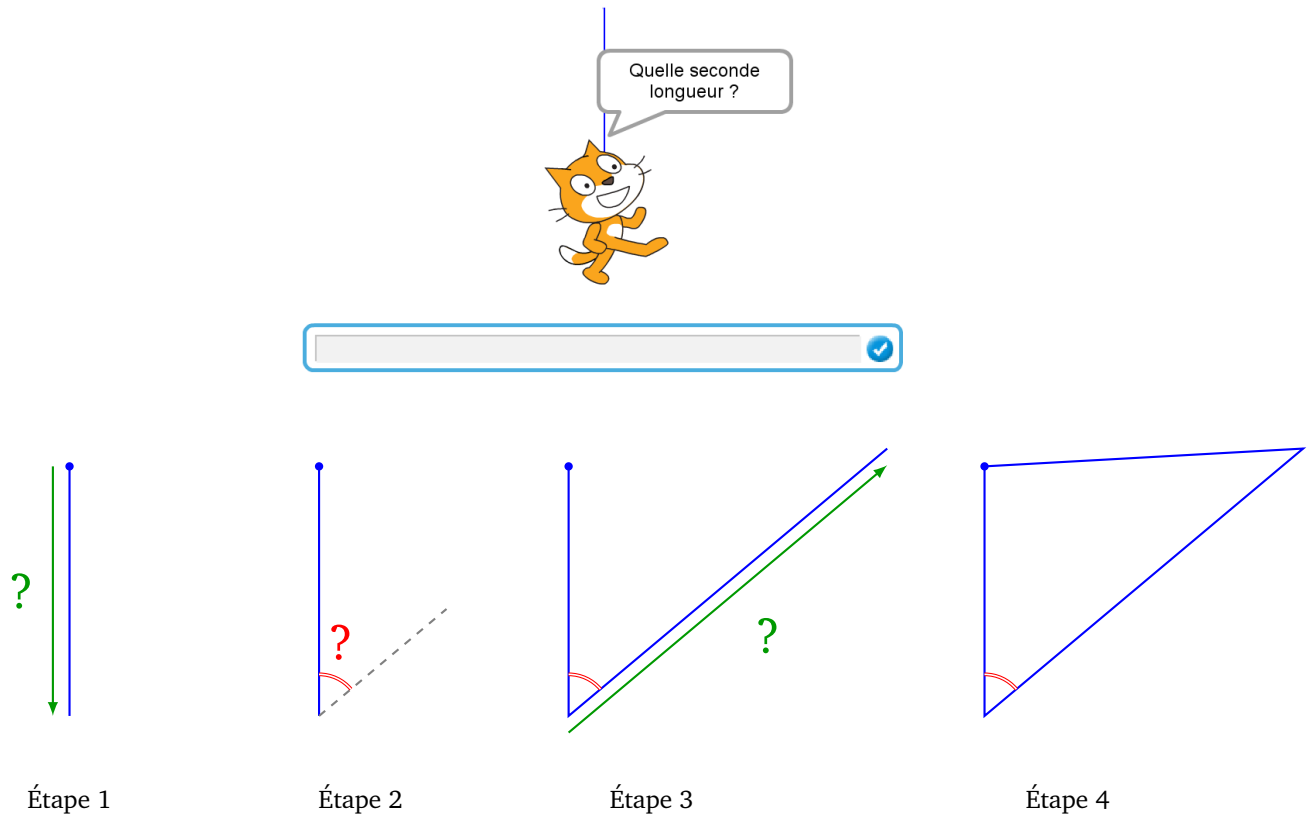 Quelle seconde
longueur ?
?
?
?
Étape 1
Étape 2
Étape 3
Étape 4